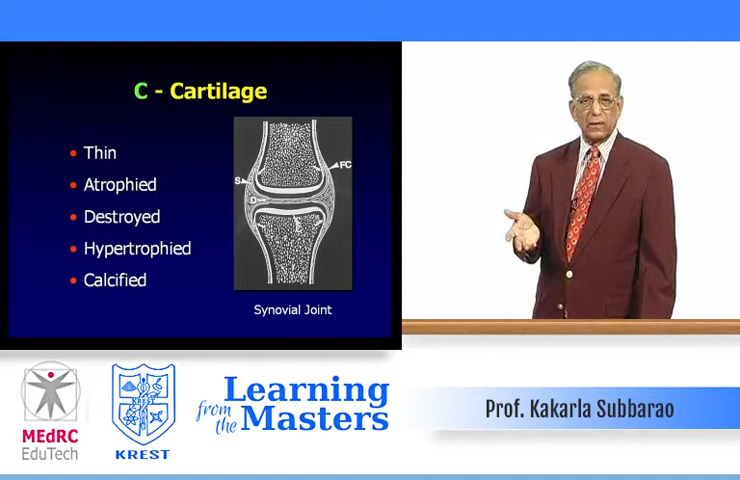 C - Cartilage
• Thin
• Atrophied
• Destroyed
• Hypertrophied
• Calcified
FC
S
D
Synovial Joint
MEdRC
EduTech
KREST
KREST
Learning
from the Masters
Prof. Kakarla Subbarao